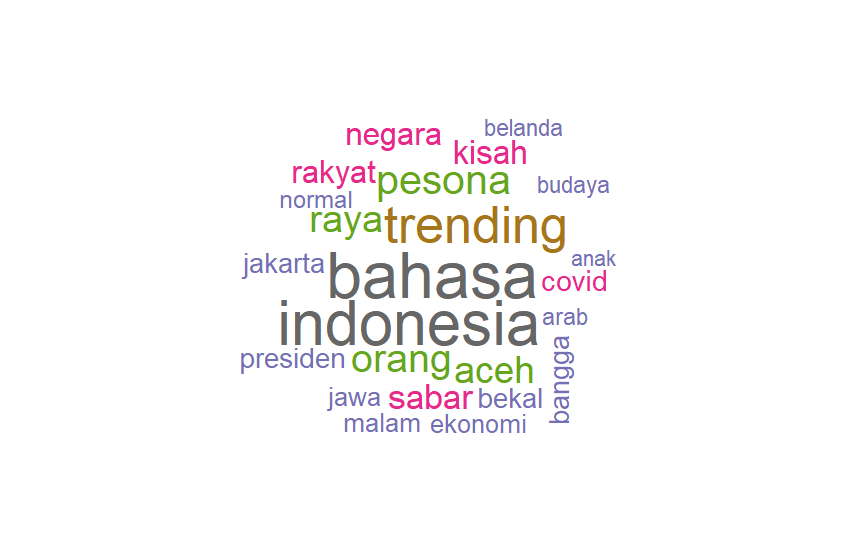 belanda
negara
kisah
rakyat
pesona
budaya
normal
raya
trending
jakarta
bahasa
anak
covid
indonesia
arab
presiden
orang
aceh
bangga
jawa
sabar
bekal
malam
ekonomi